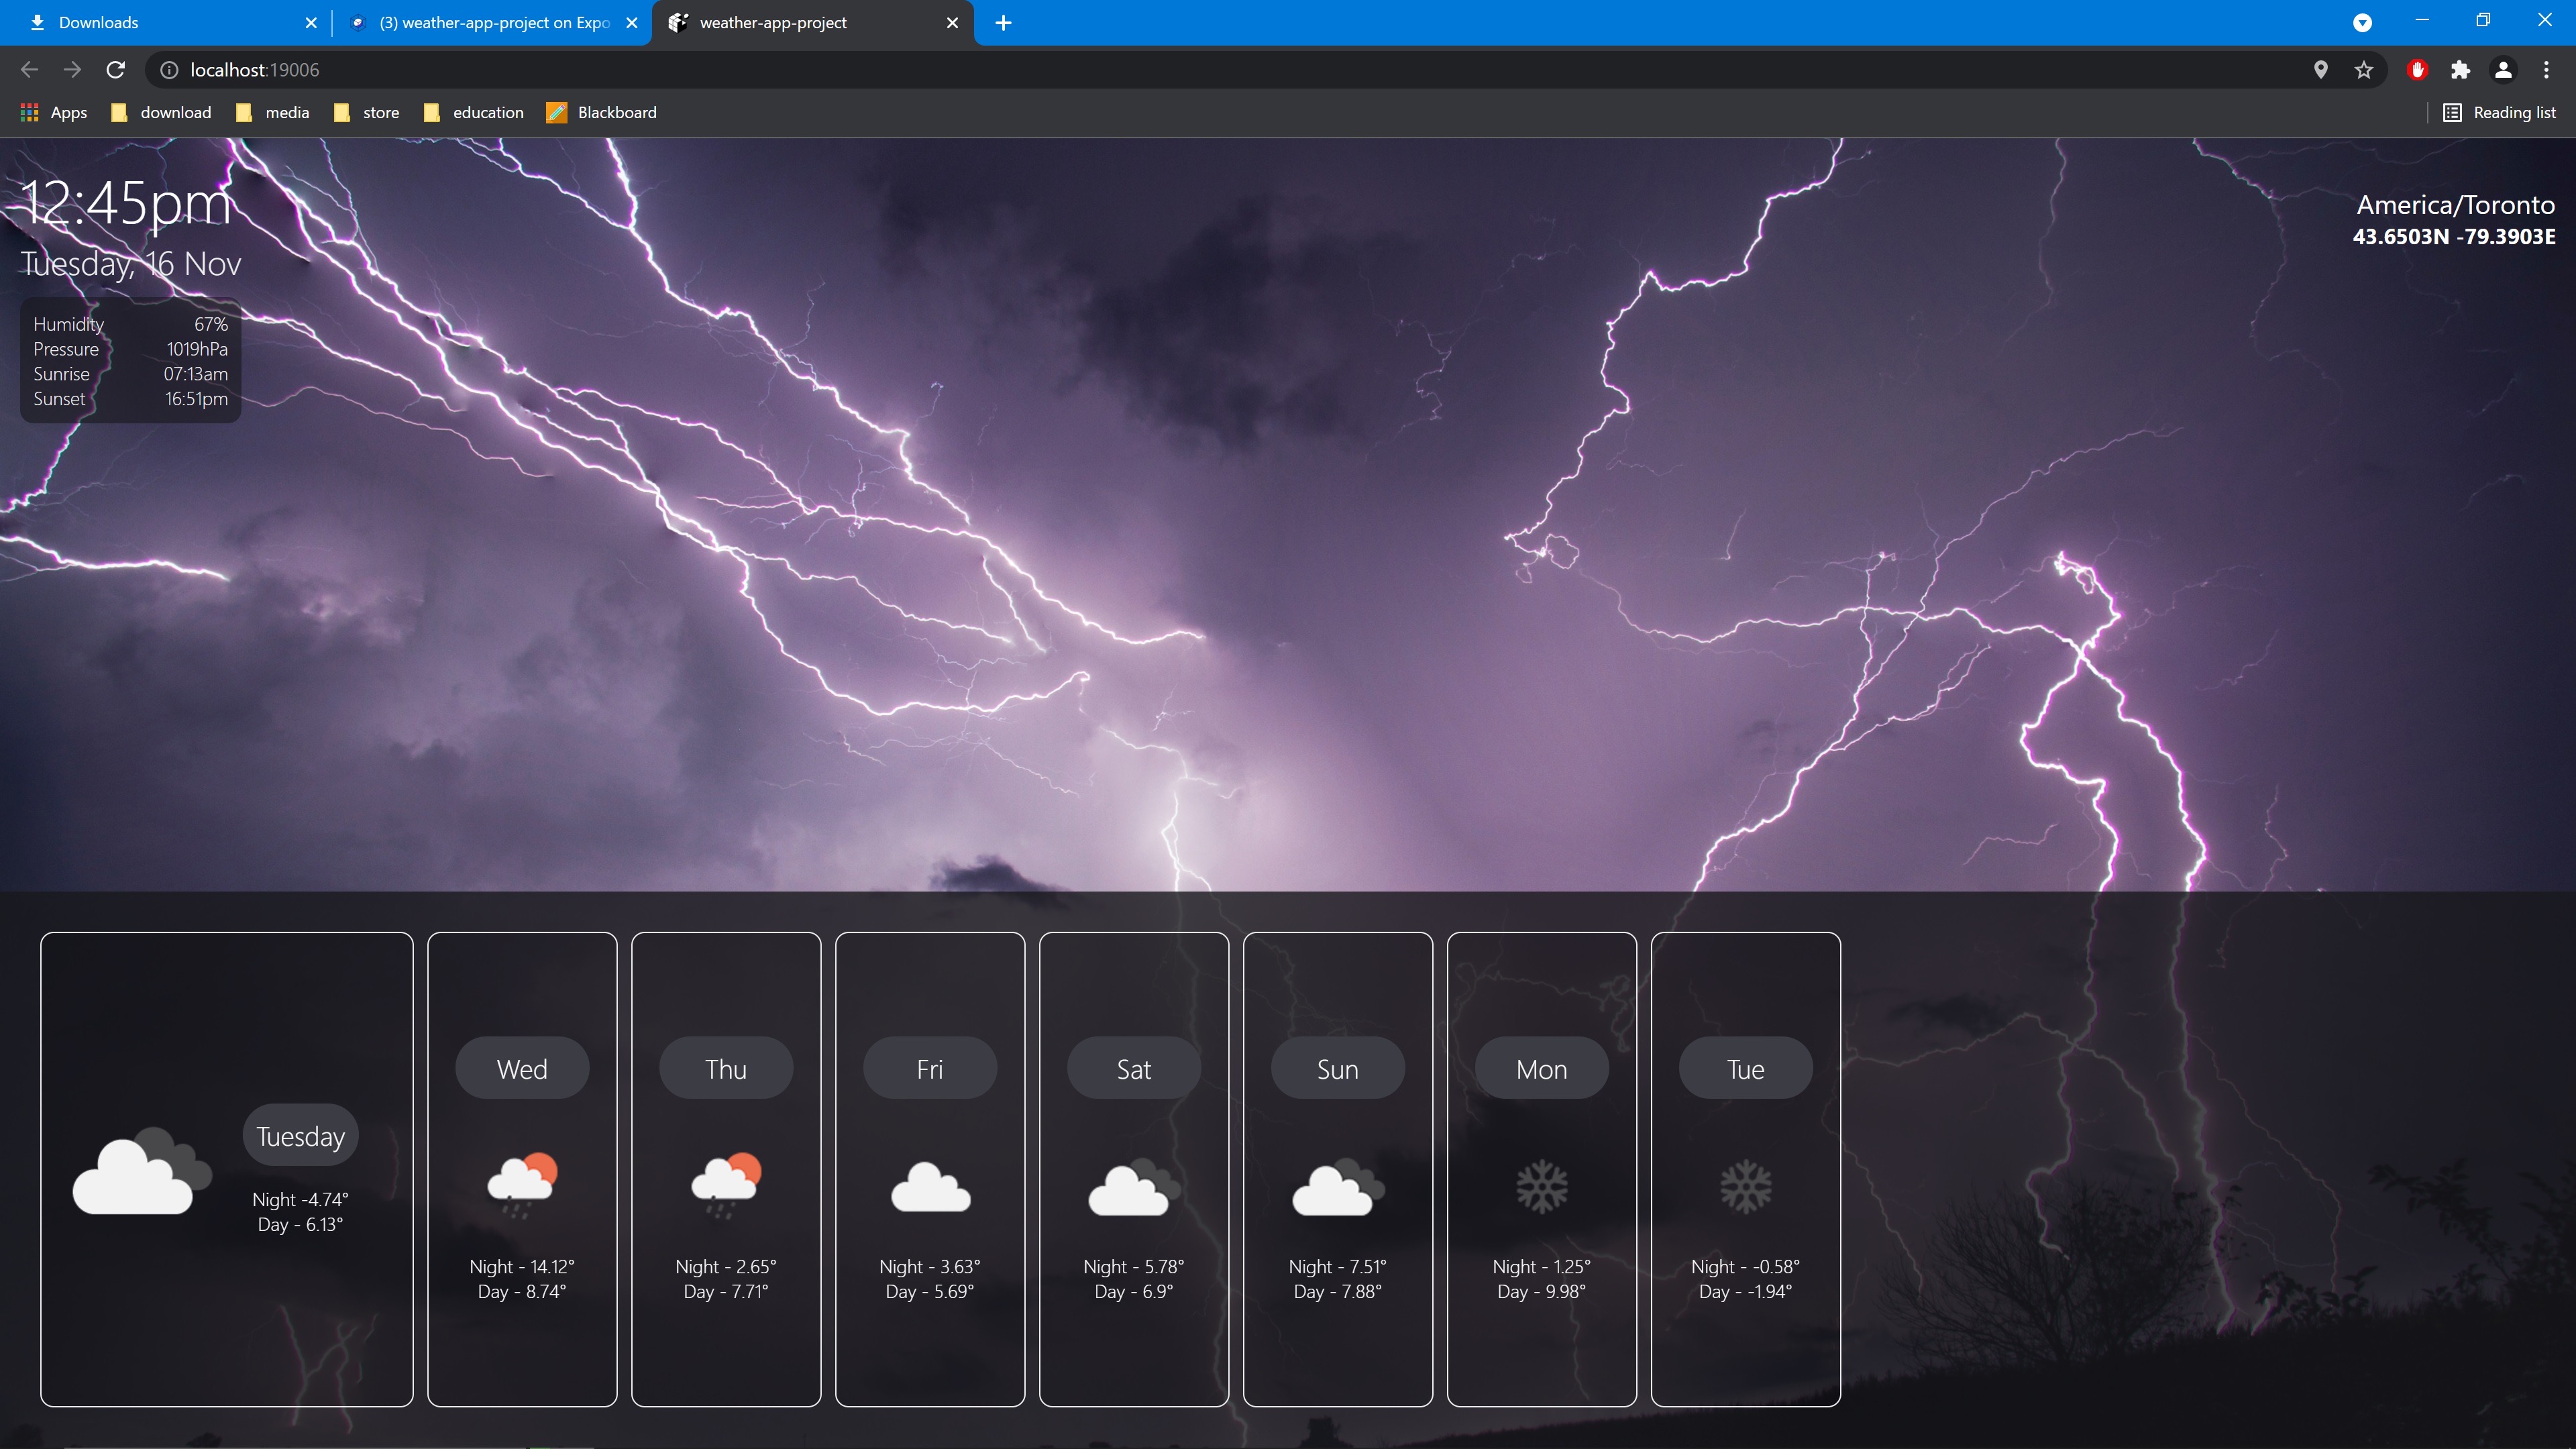 Downloads
(3) weather-app-project on Expo
weather-app-project
localhost:19006
Apps
download
media
store
education
Blackboard
Reading list
12:45pm
Tuesday, 16 Nov
Humidity 67%
Pressure 1019hPa
Sunrise 07:13am
Sunset 16:51pm
America/Toronto
43.6503N -79.3903E
Tuesday
Night -4.74°
Day - 6.13°
Wed
Night - 14.12°
Day - 8.74°
Thu
Night - 2.65°
Day - 7.71°
Fri
Night - 3.63°
Day - 5.69°
Sat
Night - 5.78°
Day - 6.9°
Sun
Night - 7.51°
Day - 7.88°
Mon
Night - 1.25°
Day - 9.98°
Tue
Night - -0.58°
Day - -1.94°